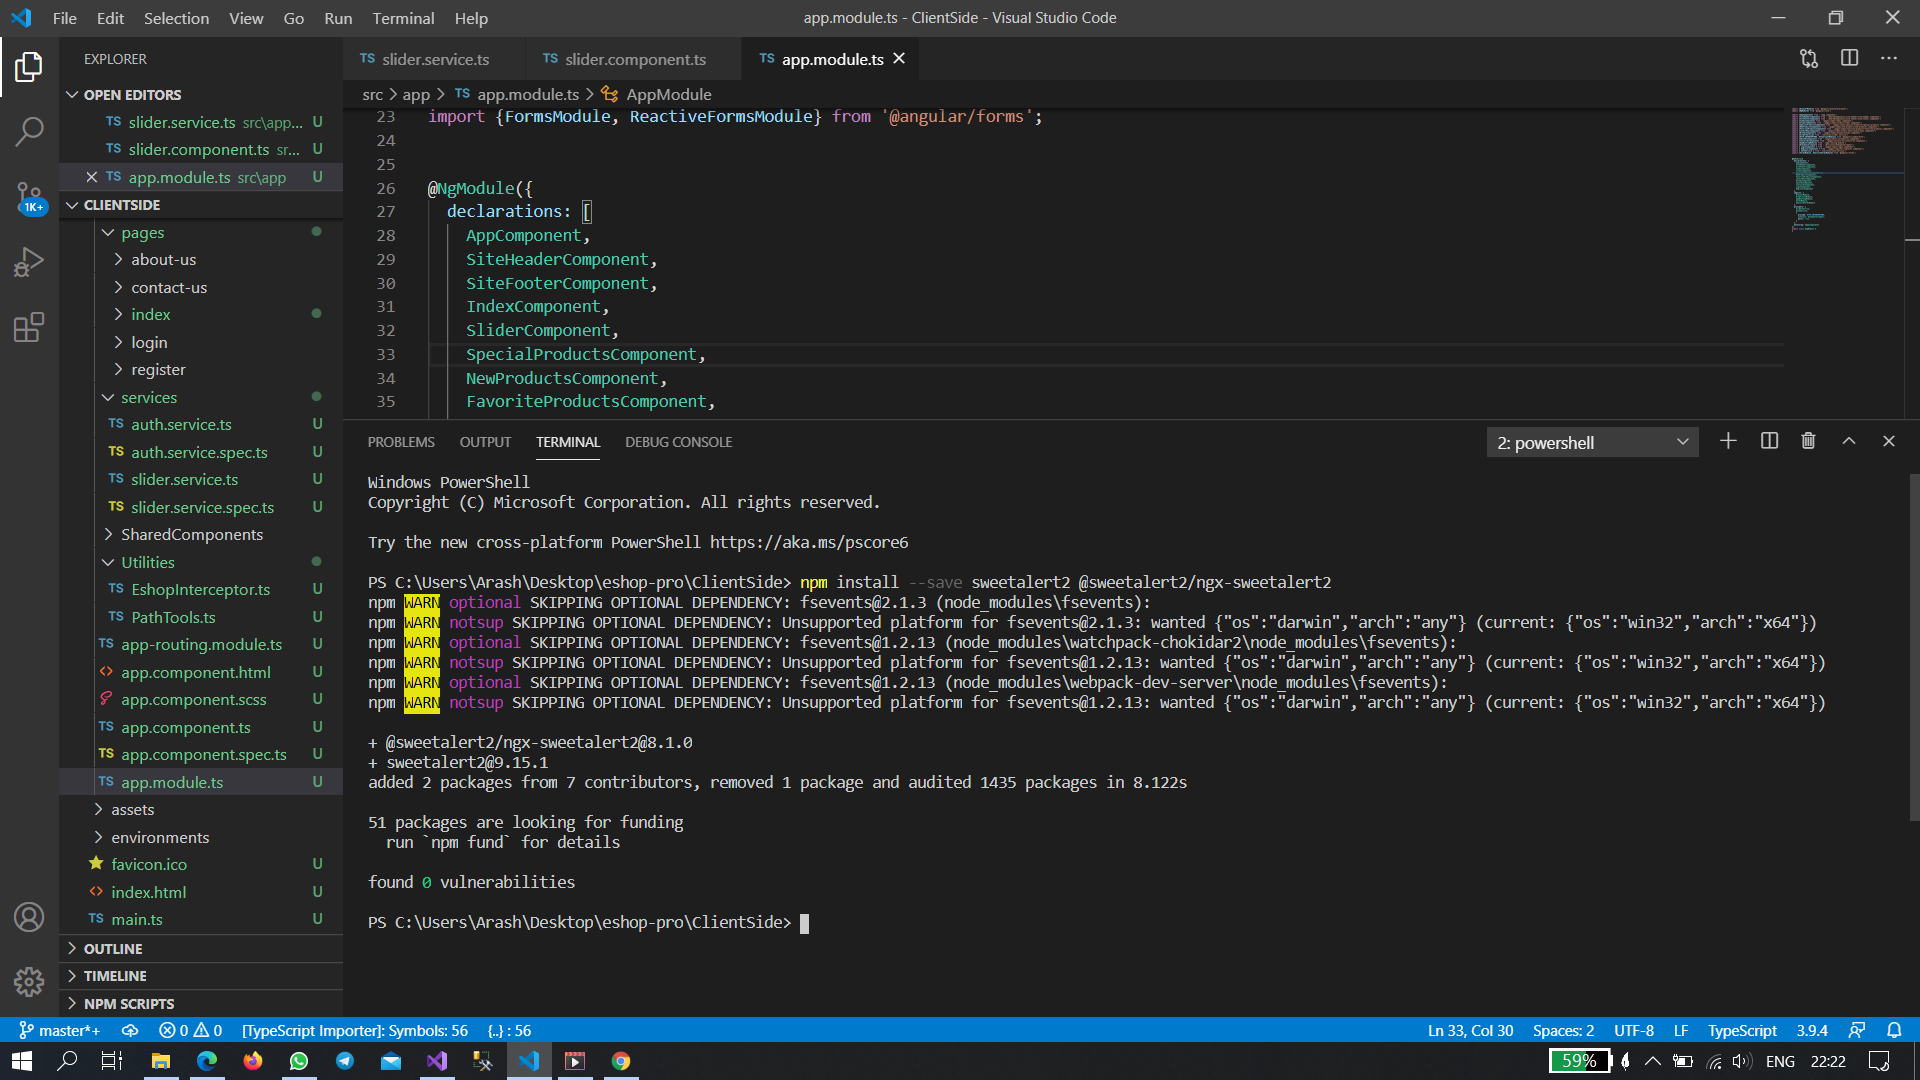 File Edit Selection View Go Run Terminal Help
app.module.ts - ClientSide - Visual Studio Code
EXPLORER
OPEN EDITORS
TS slider.service.ts src\app... U
TS slider.component.ts sr... U
TS app.module.ts src\app U
CLIENTSIDE
pages
about-us
contact-us
index
login
register
services
TS auth.service.ts U
TS auth.service.spec.ts U
TS slider.service.ts U
TS slider.service.spec.ts U
SharedComponents
Utilities
TS EshopInterceptor.ts U
TS PathTools.ts U
TS app-routing.module.ts U
<> app.component.html U
app.component.scss U
TS app.component.ts U
TS app.component.spec.ts U
TS app.module.ts U
assets
environments
favicon.ico U
<> index.html U
TS main.ts U
OUTLINE
TIMELINE
NPM SCRIPTS
1K+
TS slider.service.ts TS slider.component.ts TS app.module.ts
src > app > TS app.module.ts > AppModule
23 import {FormsModule, ReactiveFormsModule} from '@angular/forms';
24
25
26 @NgModule({
27 declarations: [
28 AppComponent,
29 SiteHeaderComponent,
30 SiteFooterComponent,
31 IndexComponent,
32 SliderComponent,
33 SpecialProductsComponent,
34 NewProductsComponent,
35 FavoriteProductsComponent,
PROBLEMS OUTPUT TERMINAL DEBUG CONSOLE
2: powershell
Windows PowerShell
Copyright (C) Microsoft Corporation. All rights reserved.
Try the new cross-platform PowerShell https://aka.ms/pscore6
PS C:\Users\Arash\Desktop\eshop-pro\ClientSide> npm install --save sweetalert2 @sweetalert2/ngx-sweetalert2
npm WARN optional SKIPPING OPTIONAL DEPENDENCY: fsevents@2.1.3 (node_modules\fsevents):
npm WARN notsup SKIPPING OPTIONAL DEPENDENCY: Unsupported platform for fsevents@2.1.3: wanted {"os":"darwin","arch":"any"} (current: {"os":"win32","arch":"x64"})
npm WARN optional SKIPPING OPTIONAL DEPENDENCY: fsevents@1.2.13 (node_modules\watchpack-chokidar2\node_modules\fsevents):
npm WARN notsup SKIPPING OPTIONAL DEPENDENCY: Unsupported platform for fsevents@1.2.13: wanted {"os":"darwin","arch":"any"} (current: {"os":"win32","arch":"x64"})
npm WARN optional SKIPPING OPTIONAL DEPENDENCY: fsevents@1.2.13 (node_modules\webpack-dev-server\node_modules\fsevents):
npm WARN notsup SKIPPING OPTIONAL DEPENDENCY: Unsupported platform for fsevents@1.2.13: wanted {"os":"darwin","arch":"any"} (current: {"os":"win32","arch":"x64"})
+ @sweetalert2/ngx-sweetalert2@8.1.0
+ sweetalert2@9.15.1
added 2 packages from 7 contributors, removed 1 package and audited 1435 packages in 8.122s
51 packages are looking for funding
run `npm fund` for details
found 0 vulnerabilities
PS C:\Users\Arash\Desktop\eshop-pro\ClientSide>
master*+ 0 0 [TypeScript Importer]: Symbols: 56 {..} : 56 Ln 33, Col 30 Spaces: 2 UTF-8 LF TypeScript 3.9.4
59% ENG 22:22